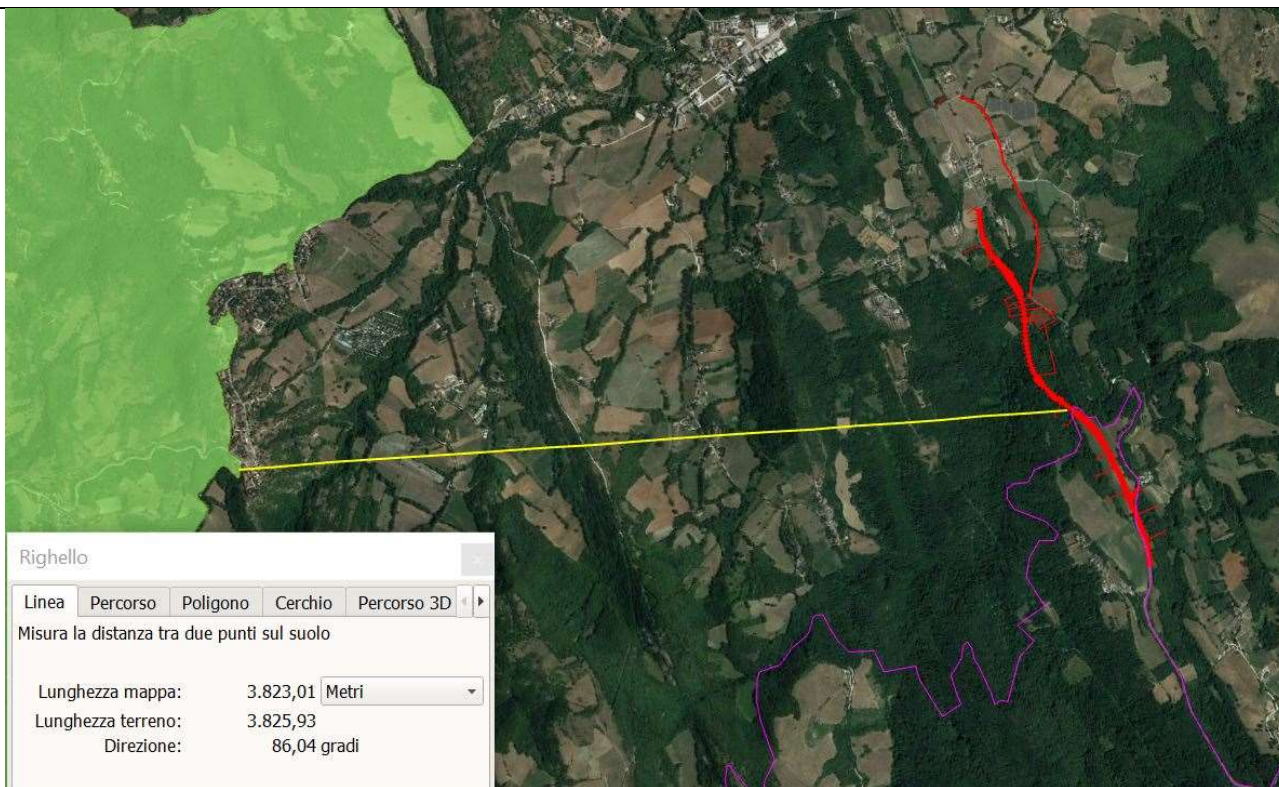 Righello
Linea Percorso Poligono Cerchio Percorso 3D
Misura la distanza tra due punti sul suolo
Lunghezza mappa: 3.823,01 Metri
Lunghezza terreno: 3.825,93
Direzione: 86,04 gradi